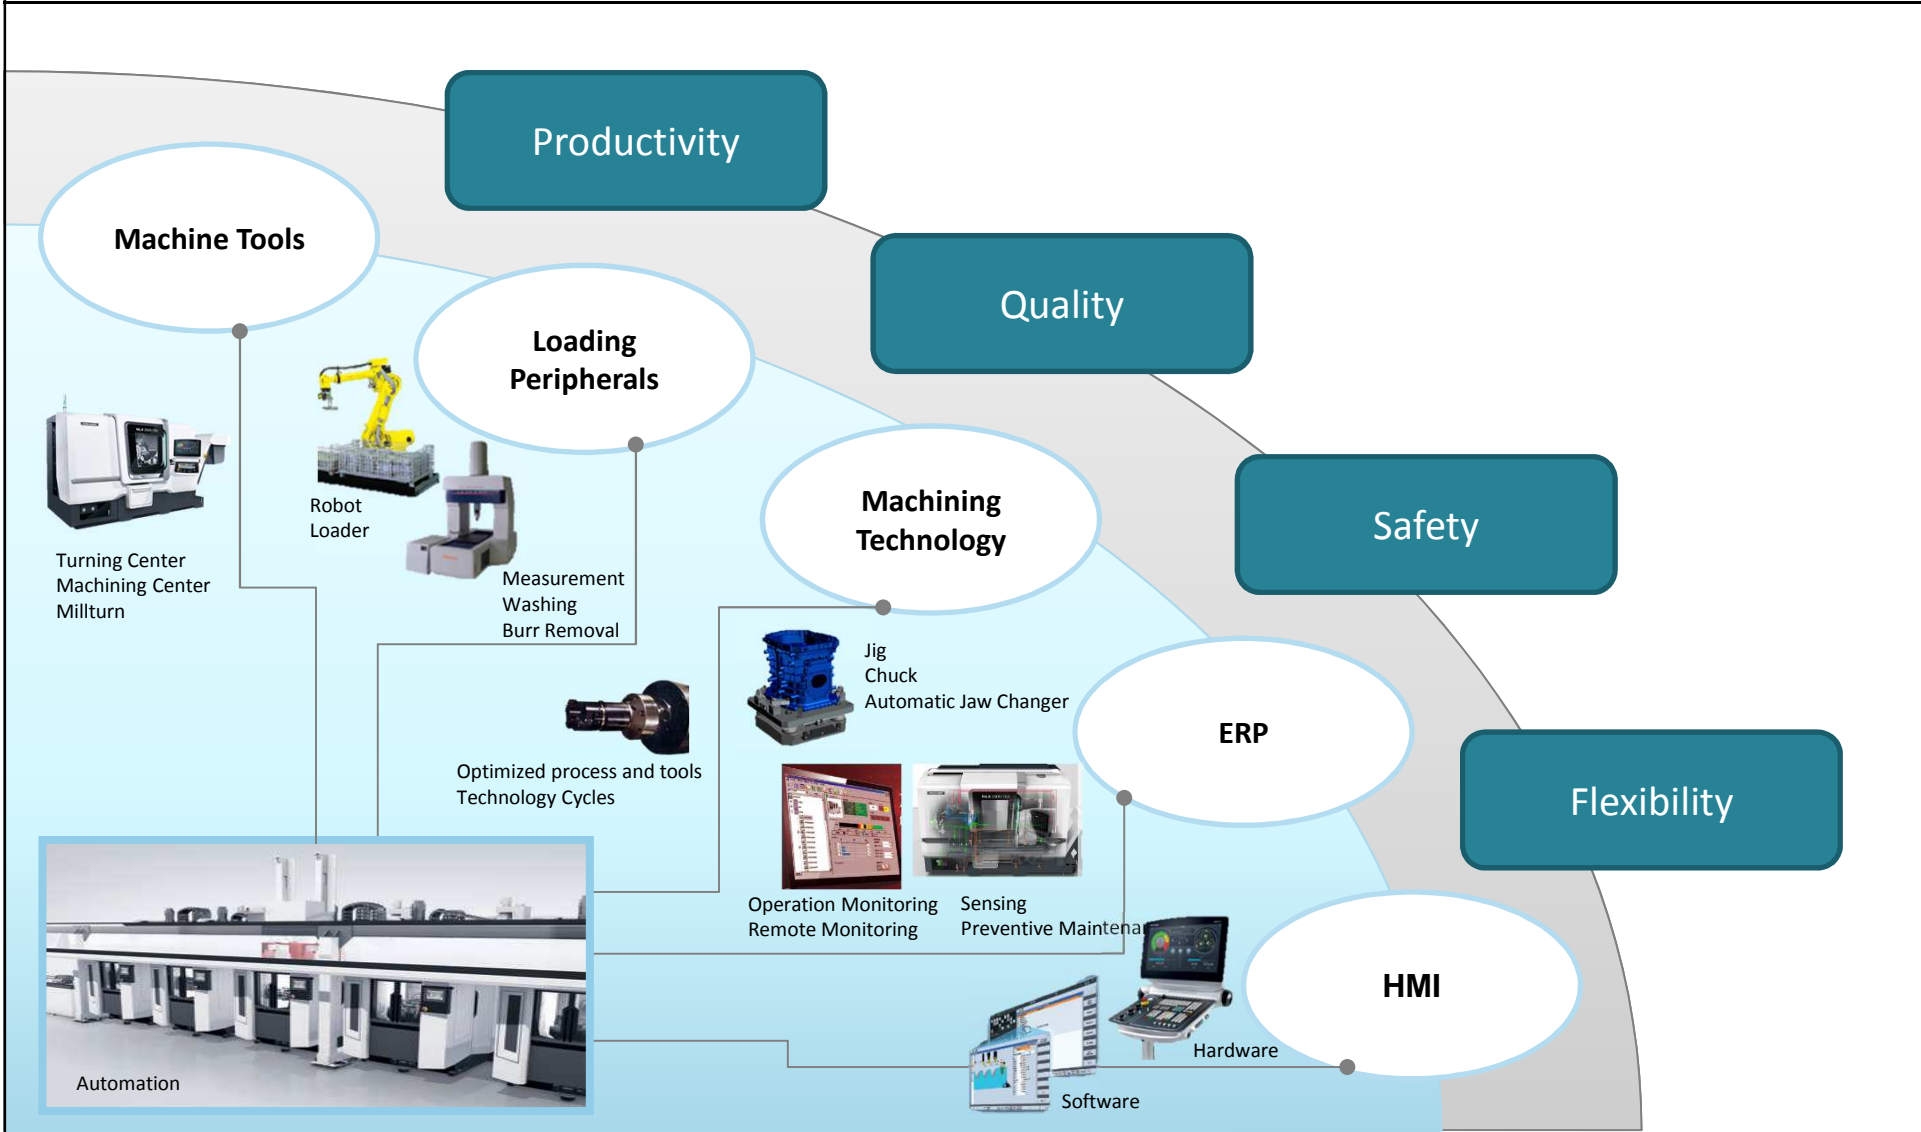 Productivity
Machine Tools
Quality
Loading
Peripherals
Robot
Loader
Machining
Technology
Safety
Turning Center
Machining Center
Millturn
Measurement
Washing
Burr Removal
Jig
Chuck
Automatic Jaw Changer
ERP
Optimized process and tools
Technology Cycles
Flexibility
Operation Monitoring
Remote Monitoring
Sensing
Preventive Maintenan
HMI
Hardware
Automation
Software